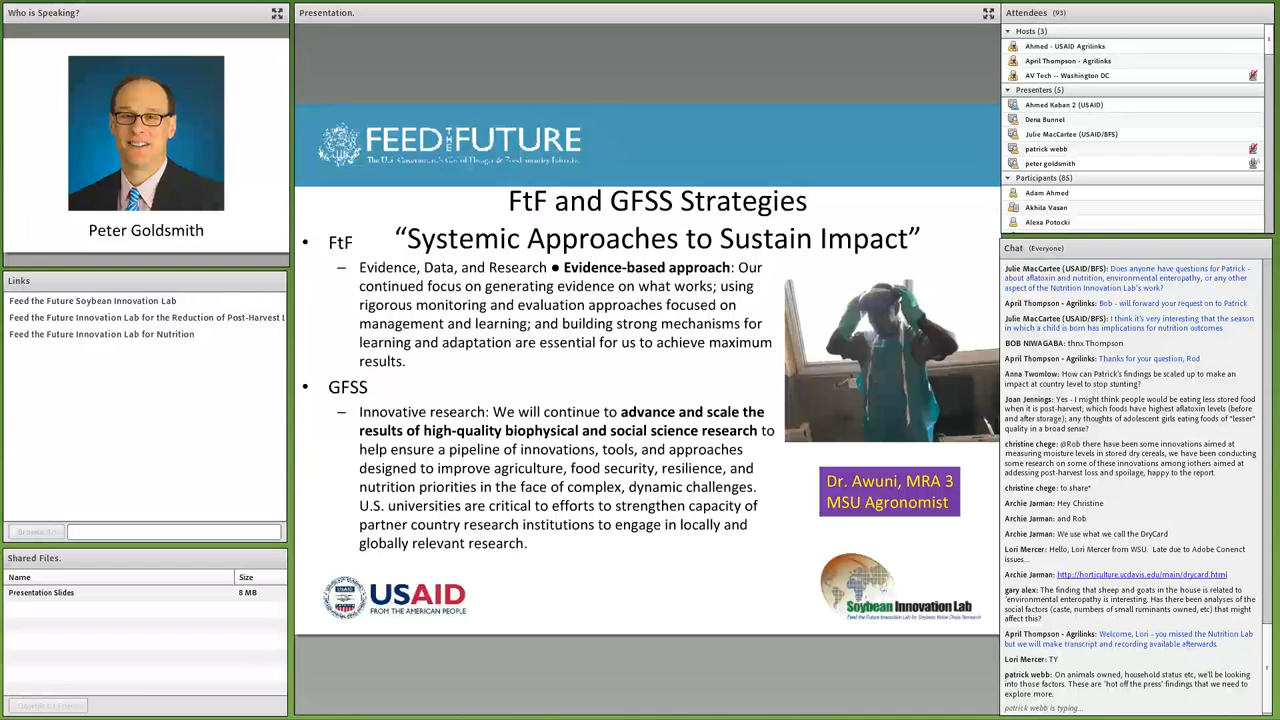 Who is Speaking?
Peter Goldsmith
Links
Feed the Future Soybean Innovation Lab
Feed the Future Innovation Lab for the Reduction of Post-Harvest L
Feed the Future Innovation Lab for Nutrition
Browse To
Shared Files.
Name Size
Presentation Slides 8 MB
Presentation.
FEED THE FUTURE
The U.S. Government's Global Hunger & Food Security Initiative
FtF and GFSS Strategies
“Systemic Approaches to Sustain Impact”
• FtF
– Evidence, Data, and Research ● Evidence-based approach: Our
continued focus on generating evidence on what works; using
rigorous monitoring and evaluation approaches focused on
management and learning; and building strong mechanisms for
learning and adaptation are essential for us to achieve maximum
results.
• GFSS
– Innovative research: We will continue to advance and scale the
results of high-quality biophysical and social science research to
help ensure a pipeline of innovations, tools, and approaches
designed to improve agriculture, food security, resilience, and
nutrition priorities in the face of complex, dynamic challenges.
U.S. universities are critical to efforts to strengthen capacity of
partner country research institutions to engage in locally and
globally relevant research.
Dr. Awuni, MRA 3
MSU Agronomist
USAID
FROM THE AMERICAN PEOPLE
Soybean Innovation Lab
Attendees (93)
Hosts (3)
Ahmed - USAID Agrilinks
April Thompson - Agrilinks
AV Tech -- Washington DC
Presenters (5)
Ahmed Kaban 2 (USAID)
Dena Bunnel
Julie MacCartee (USAID/BFS)
patrick webb
peter goldsmith
Participants (85)
Adam Ahmed
Akhila Vasan
Alexa Potocki
Chat (Everyone)
Julie MacCartee (USAID/BFS): Does anyone have questions for Patrick -
about aflatoxin and nutrition, environmental enteropathy, or any other
aspect of the Nutrition Innovation Lab's work?
April Thompson - Agrilinks: Bob - will forward your request on to Patrick.
Julie MacCartee (USAID/BFS): I think it's very interesting that the season
in which a child is born has implications for nutrition outcomes
BOB NIWAGABA: thnx Thompson
April Thompson - Agrilinks: Thanks for your question, Rod
Anna Twomlow: How can Patrick's findings be scaled up to make an
impact at country level to stop stunting?
Joan Jennings: Yes - I might think people would be eating less stored food
when it is post-harvest; which foods have highest aflatoxin levels (before
and after storage); any thoughts of adolescent girls eating foods of "lesser"
quality in a broad sense?
christine chege: @Rob there have been some innovations aimed at
measuring moisture levels in stored dry cereals, we have been conducting
some research on some of these innovations among iothers aimed at
addressing post-harvest loss and spoilage, happy to the report.
christine chege: to share*
Archie Jarman: Hey Christine
Archie Jarman: and Rob
Archie Jarman: We use what we call the DryCard
Lori Mercer: Hello, Lori Mercer from WSU. Late due to Adobe Conenct
issues...
Archie Jarman: http://horticulture.ucdavis.edu/main/drycard.html
gary alex: The finding that sheep and goats in the house is related to
'environmental enteropaty is interesting. Has there been analyses of the
social factors (caste, numbers of small ruminants owned, etc) that might
affect this?
April Thompson - Agrilinks: Welcome, Lori - you missed the Nutrition Lab
but we will make transcript and recording available afterwards.
Lori Mercer: TY
patrick webb: On animals owned, household status etc, we'll be looking
into those factors. These are 'hot off the press' findings that we need to
explore more.
patrick webb is typing...